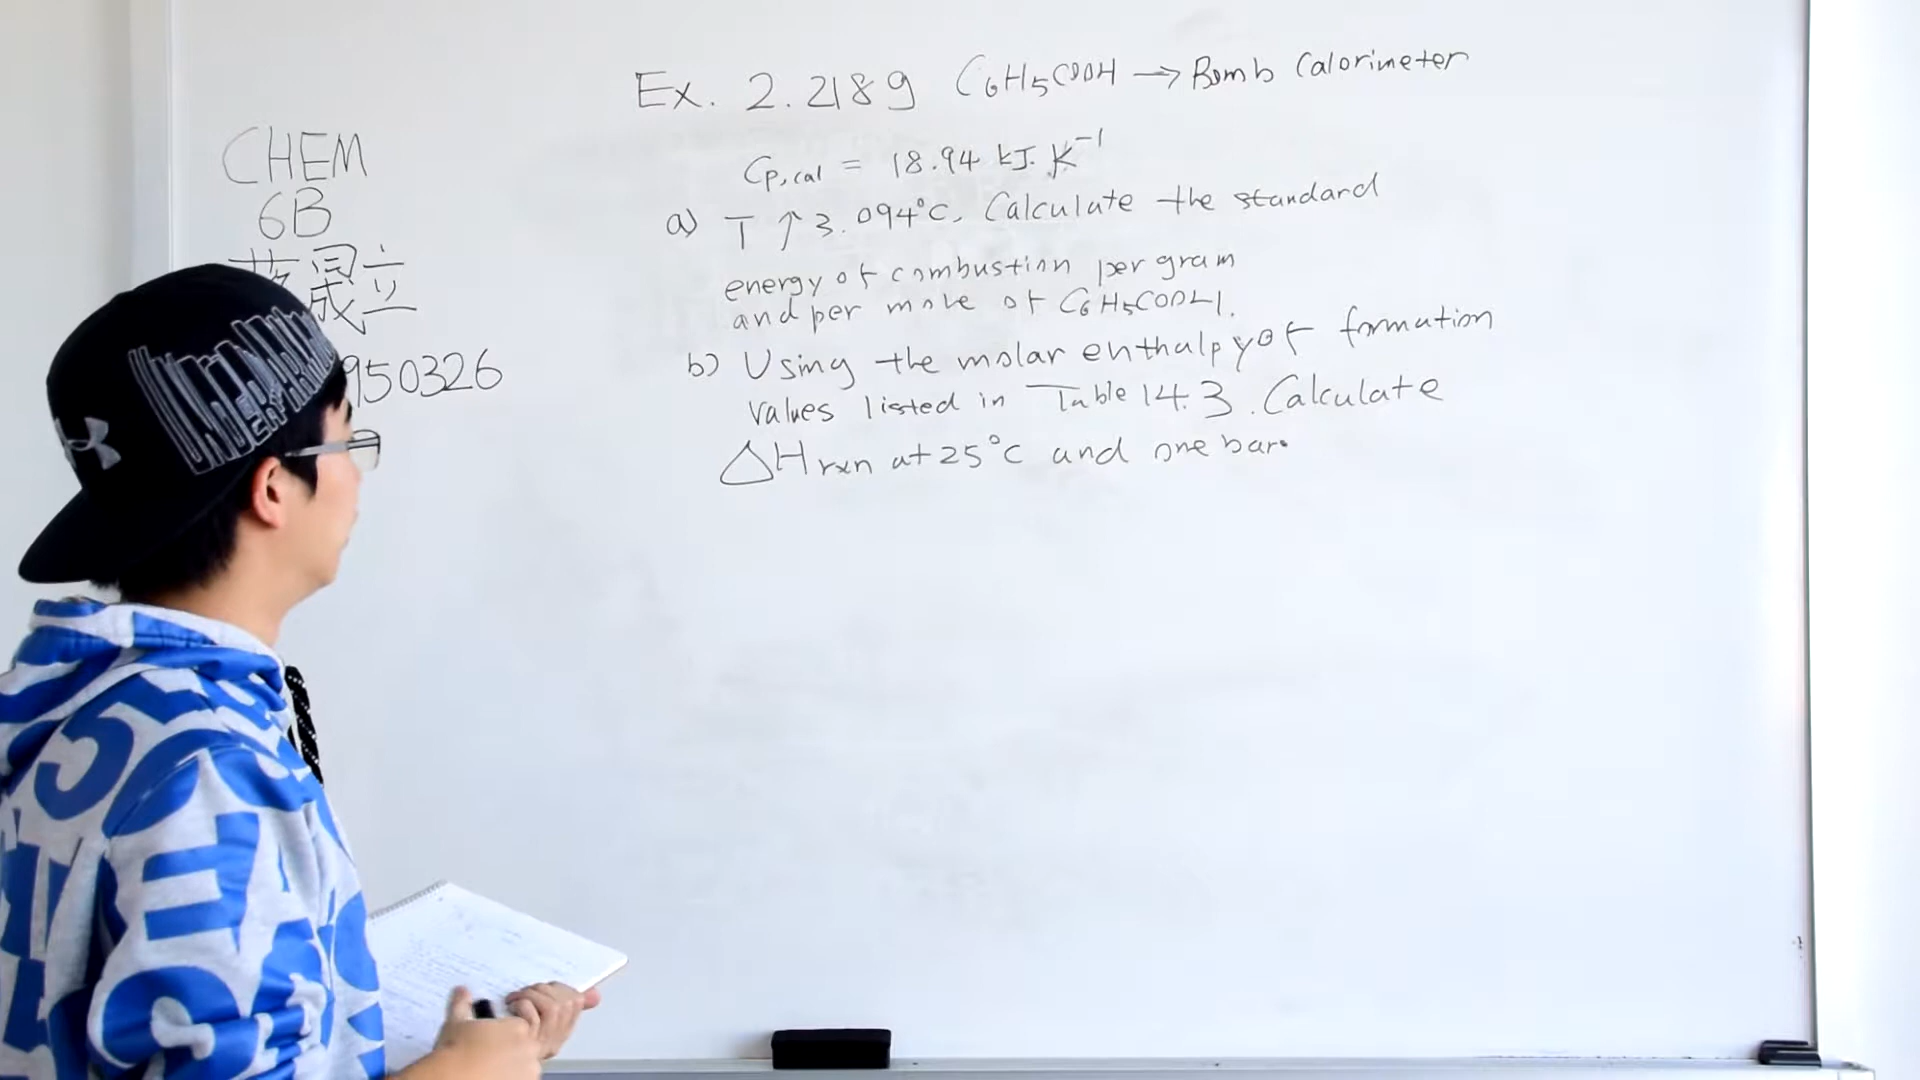 CHEM
6B
950326
Ex. 2.218g C6H5COOH → Bomb Calorimeter
Cp,cal = 18.94 kJ·K⁻¹
a) T ↑ 3.094°C, Calculate the standard
energy of combustion per gram
and per mole of C6H5COOH.
b) Using the molar enthalpy of formation
values listed in Table 14.3. Calculate
△Hrxn at 25°C and one bar.